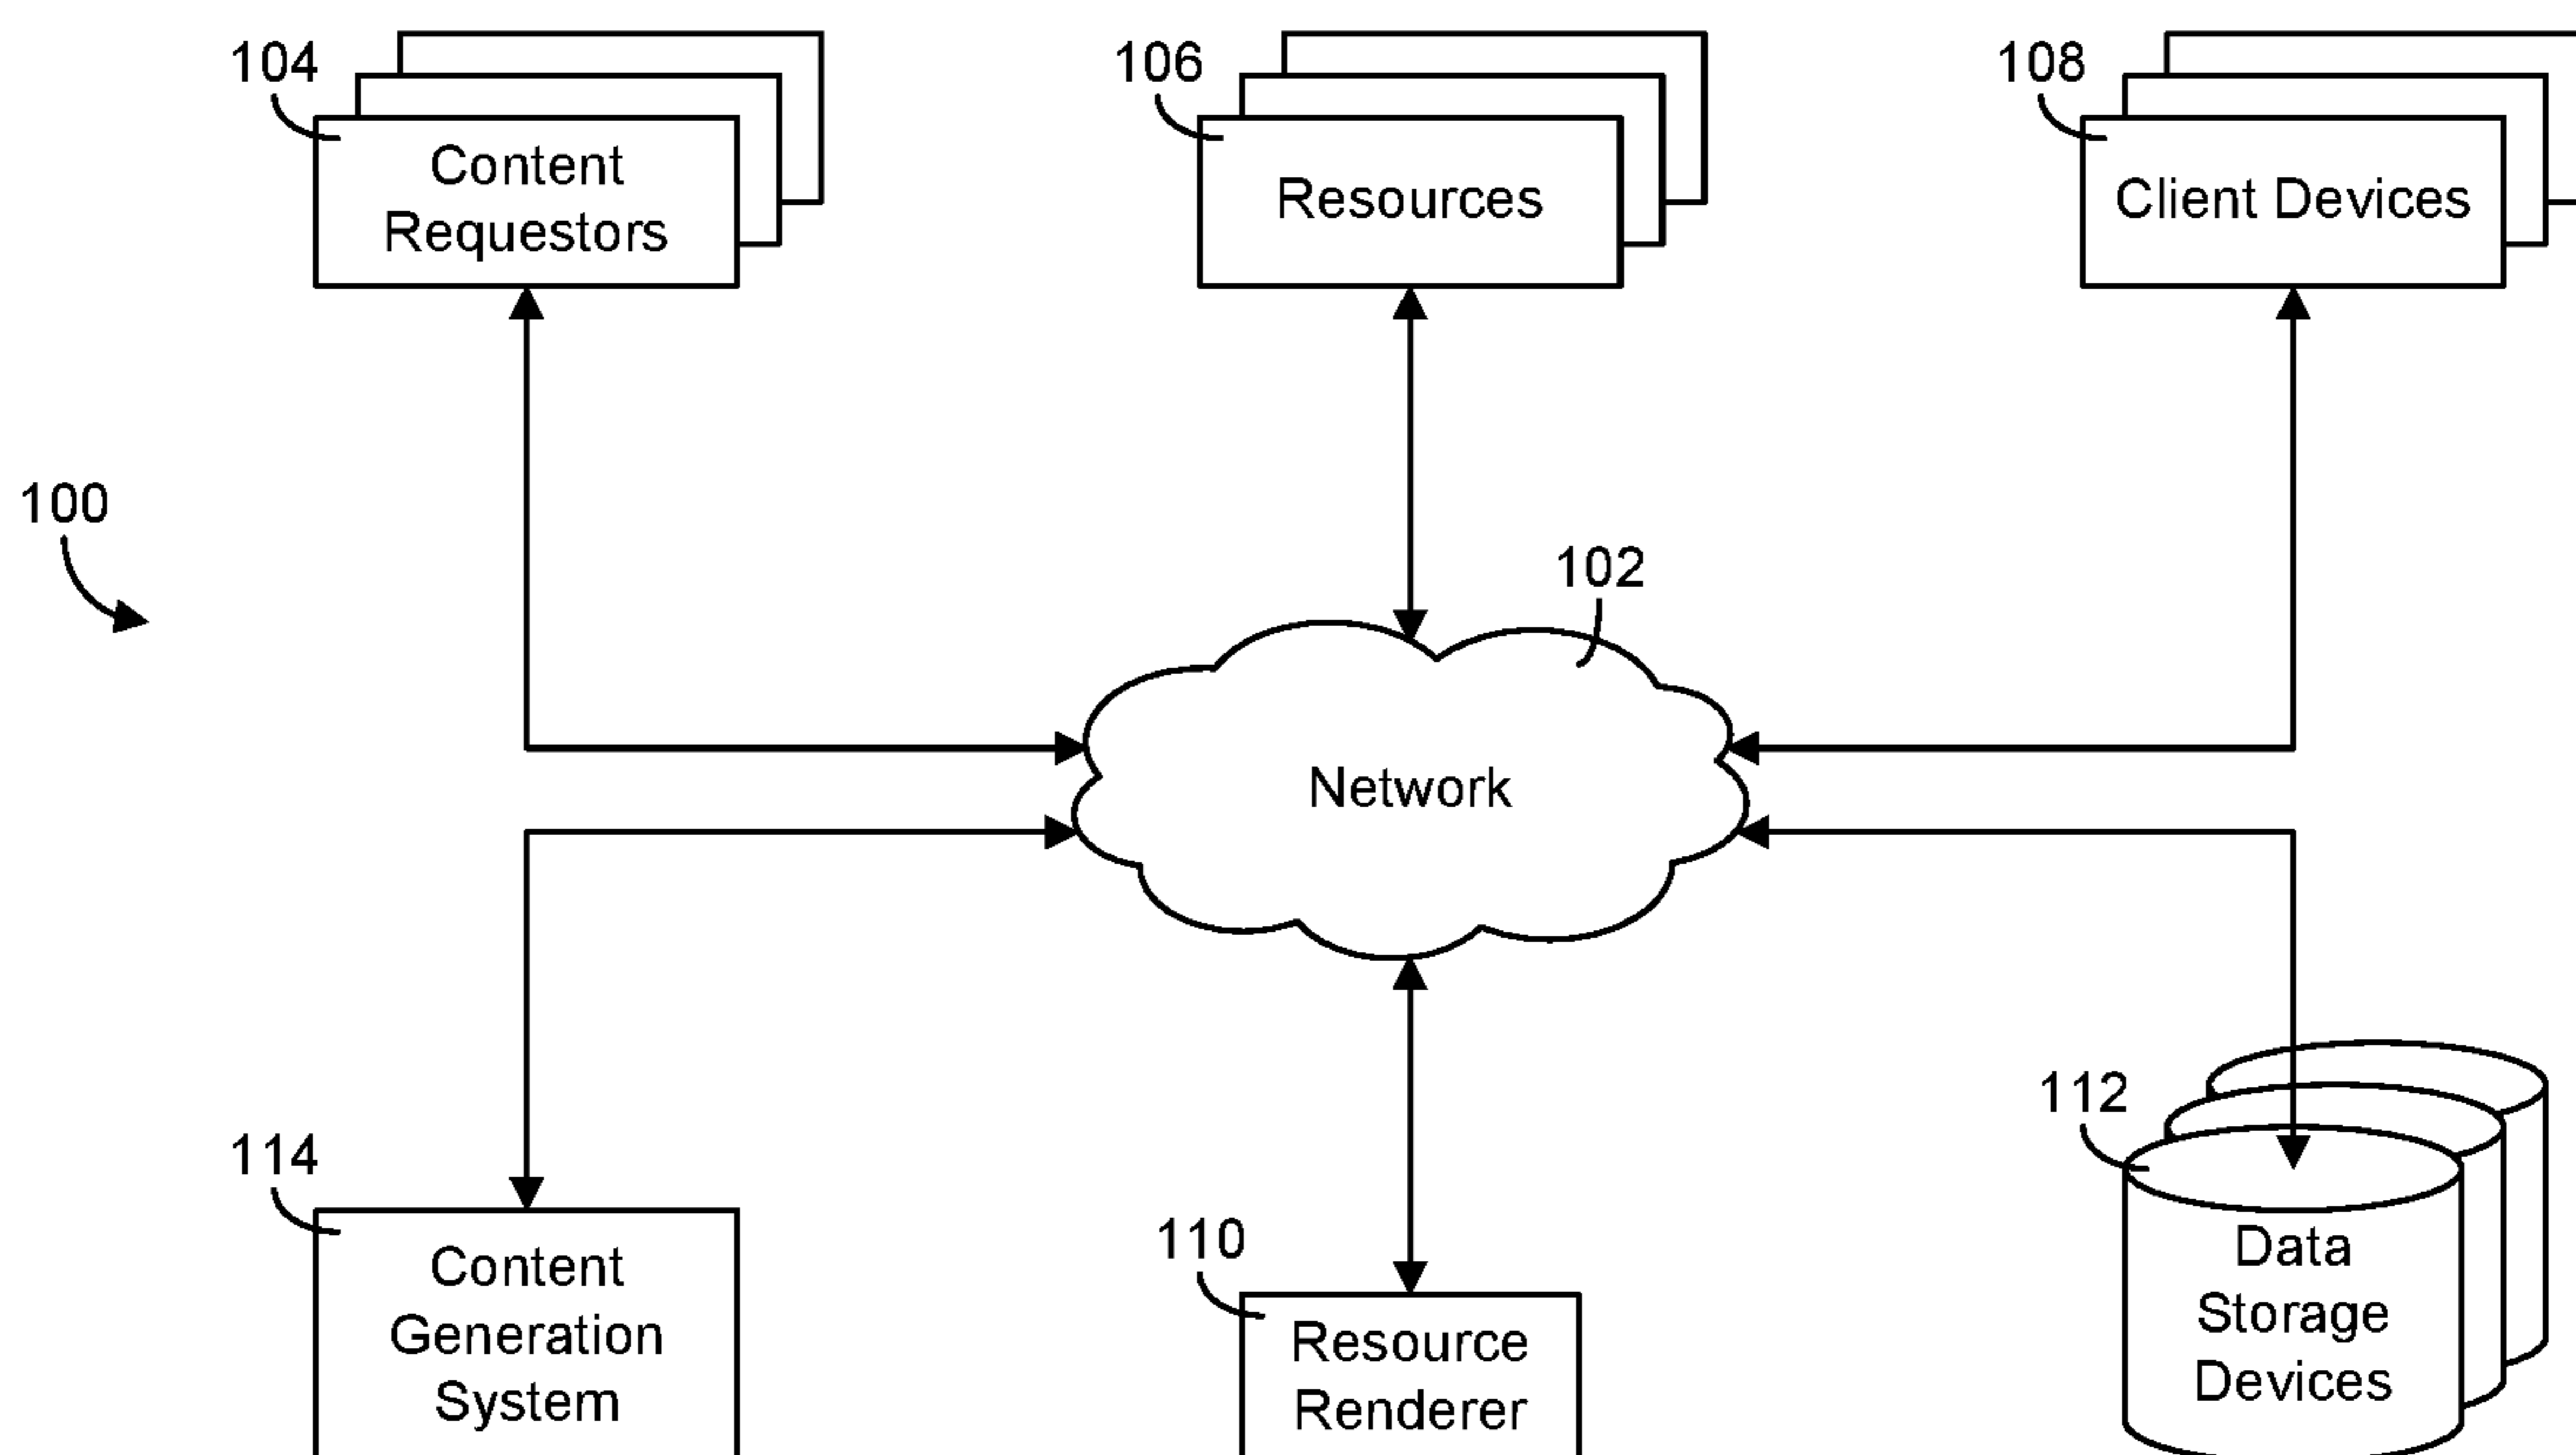 104
Content
Requestors
106
Resources
108
Client Devices
100
102
Network
114
Content
Generation
System
110
Resource
Renderer
112
Data
Storage
Devices